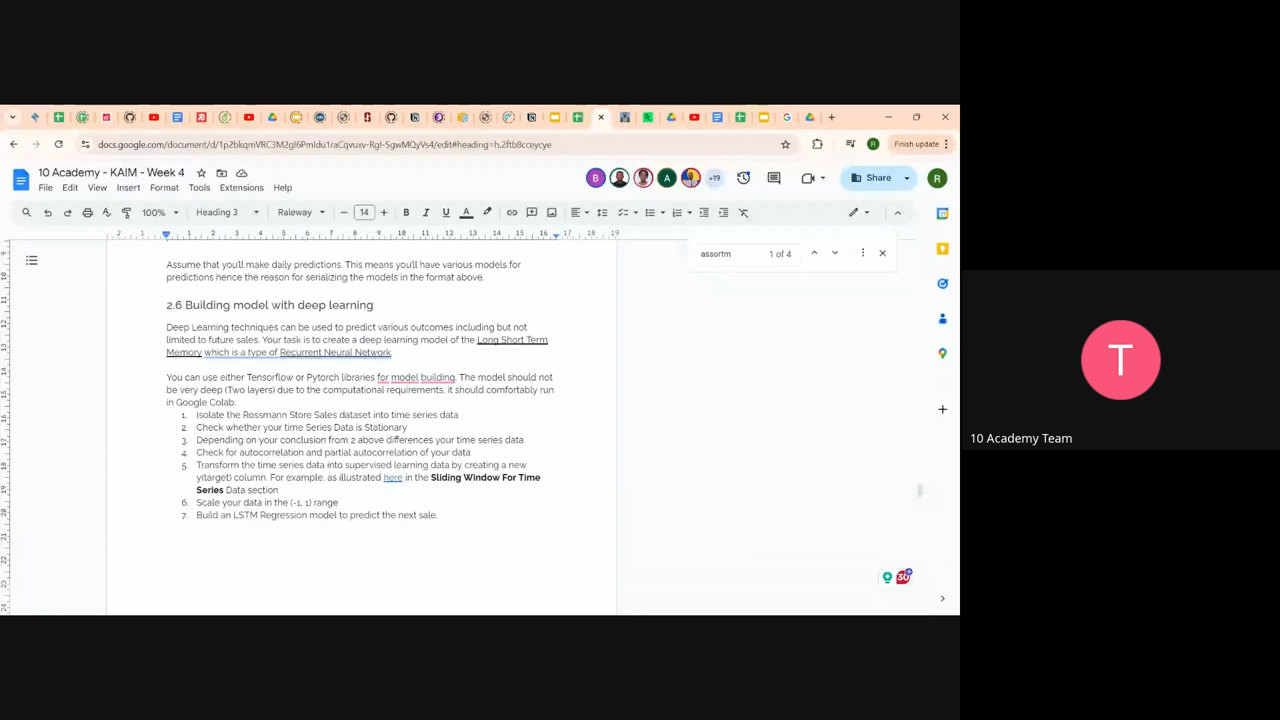 docs.google.com/document/d/1p2bkqmVRC3M2gI6PmIdu1raCqvuxv-RgI-SgwMQyVs4/edit#heading=h.2ftb8cceycye
Finish update
10 Academy - KAIM - Week 4
+19
Share
R
File Edit View Insert Format Tools Extensions Help
100% Heading 3 Raleway 14
assortm 1 of 4
Assume that you'll make daily predictions. This means you'll have various models for
predictions hence the reason for serializing the models in the format above.
2.6 Building model with deep learning
Deep Learning techniques can be used to predict various outcomes including but not
limited to future sales. Your task is to create a deep learning model of the Long Short Term
Memory which is a type of Recurrent Neural Network.
You can use either Tensorflow or Pytorch libraries for model building. The model should not
be very deep (Two layers) due to the computational requirements, it should comfortably run
in Google Colab.
1. Isolate the Rossmann Store Sales dataset into time series data
2. Check whether your time Series Data is Stationary
3. Depending on your conclusion from 2 above differences your time series data
4. Check for autocorrelation and partial autocorrelation of your data
5. Transform the time series data into supervised learning data by creating a new
y(target) column. For example, as illustrated here in the Sliding Window For Time
Series Data section
6. Scale your data in the (-1, 1) range
7. Build an LSTM Regression model to predict the next sale.
T
10 Academy Team